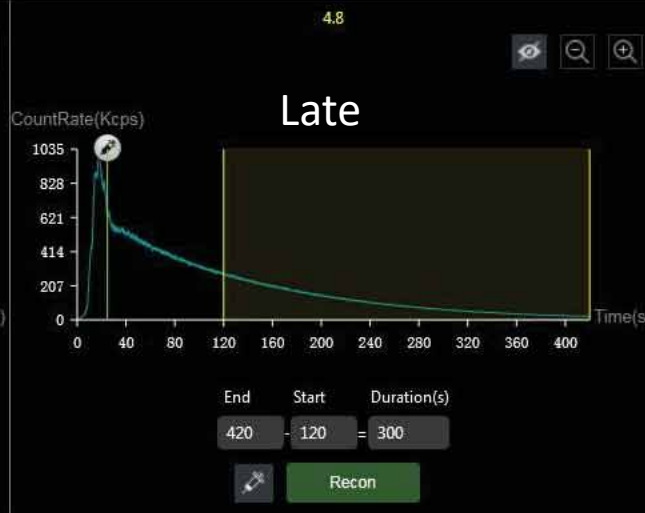 4.8
Late
CountRate(Kcps)
1035
828
621
414
207
0
)
Time(s
0 40 80 120 160 200 240 280 320 360 400
End Start Duration(s)
420 - 120 = 300
Recon